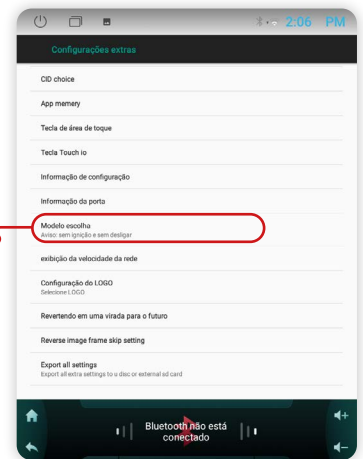 2:06 PM
Configurações extras
CID choice
App memery
Tecla de área de toque
Tecla Touch io
Informação de configuração
Informação da porta
Modelo escolha
Aviso: sem ignição e sem desligar
exibição da velocidade da rede
Configuração do LOGO
Selecione LOGO
Revertendo em uma virada para o futuro
Reverse image frame skip setting
Export all settings
Export all extra settings to u disc or external sd card
Bluetooth não está
conectado